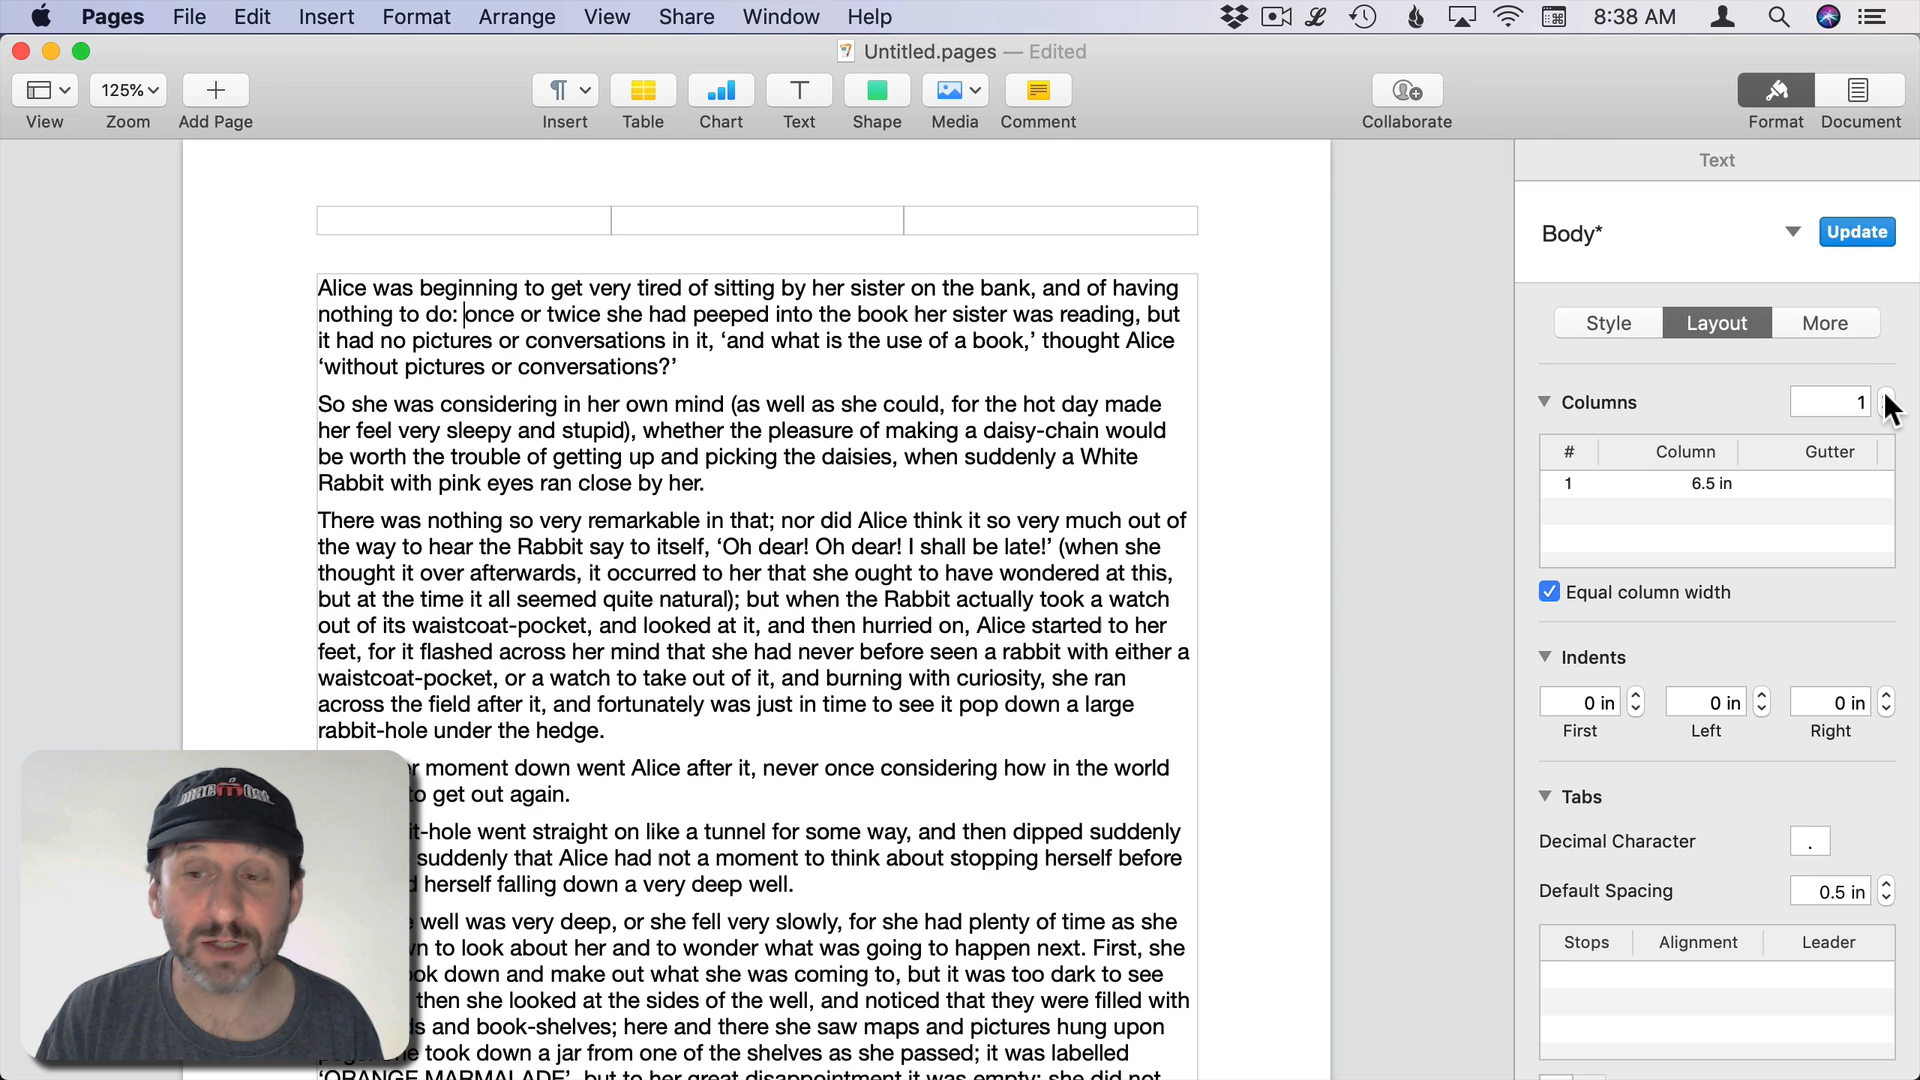 Pages File Edit Insert Format Arrange View Share Window Help 8:38 AM
Untitled.pages — Edited
125%
View Zoom Add Page Insert Table Chart Text Shape Media Comment Collaborate Format Document
Text
Body* Update
Style Layout More
Columns 1
# Column Gutter
1 6.5 in
Equal column width
Indents
0 in 0 in 0 in
First Left Right
Tabs
Decimal Character .
Default Spacing 0.5 in
Stops Alignment Leader
Alice was beginning to get very tired of sitting by her sister on the bank, and of having
nothing to do: once or twice she had peeped into the book her sister was reading, but
it had no pictures or conversations in it, ‘and what is the use of a book,’ thought Alice
‘without pictures or conversations?’
So she was considering in her own mind (as well as she could, for the hot day made
her feel very sleepy and stupid), whether the pleasure of making a daisy-chain would
be worth the trouble of getting up and picking the daisies, when suddenly a White
Rabbit with pink eyes ran close by her.
There was nothing so very remarkable in that; nor did Alice think it so very much out of
the way to hear the Rabbit say to itself, ‘Oh dear! Oh dear! I shall be late!’ (when she
thought it over afterwards, it occurred to her that she ought to have wondered at this,
but at the time it all seemed quite natural); but when the Rabbit actually took a watch
out of its waistcoat-pocket, and looked at it, and then hurried on, Alice started to her
feet, for it flashed across her mind that she had never before seen a rabbit with either a
waistcoat-pocket, or a watch to take out of it, and burning with curiosity, she ran
across the field after it, and fortunately was just in time to see it pop down a large
rabbit-hole under the hedge.
moment down went Alice after it, never once considering how in the world
to get out again.
t-hole went straight on like a tunnel for some way, and then dipped suddenly
suddenly that Alice had not a moment to think about stopping herself before
herself falling down a very deep well.
well was very deep, or she fell very slowly, for she had plenty of time as she
to look about her and to wonder what was going to happen next. First, she
down and make out what she was coming to, but it was too dark to see
then she looked at the sides of the well, and noticed that they were filled with
and book-shelves; here and there she saw maps and pictures hung upon
took down a jar from one of the shelves as she passed; it was labelled
‘ORANGE MARMALADE’, but to her great disappointment it was empty: she did not
macmost